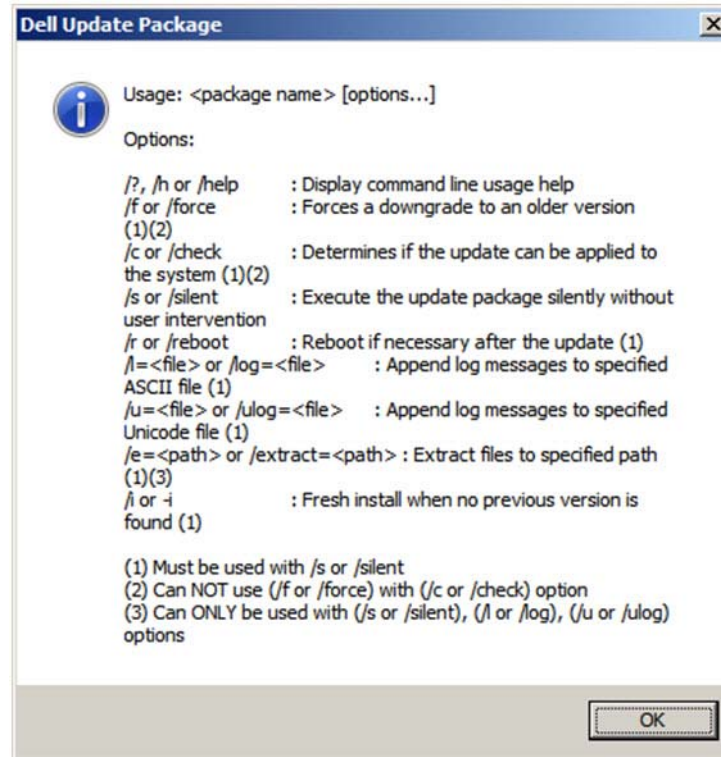 Dell Update Package
Usage: <package name> [options...]
Options:
/?, /h or /help : Display command line usage help
/f or /force : Forces a downgrade to an older version
(1)(2)
/c or /check : Determines if the update can be applied to
the system (1)(2)
/s or /silent : Execute the update package silently without
user intervention
/r or /reboot : Reboot if necessary after the update (1)
/l=<file> or /log=<file> : Append log messages to specified
ASCII file (1)
/u=<file> or /ulog=<file> : Append log messages to specified
Unicode file (1)
/e=<path> or /extract=<path> : Extract files to specified path
(1)(3)
/i or -i : Fresh install when no previous version is
found (1)
(1) Must be used with /s or /silent
(2) Can NOT use (/f or /force) with (/c or /check) option
(3) Can ONLY be used with (/s or /silent), (/l or /log), (/u or /ulog)
options
OK